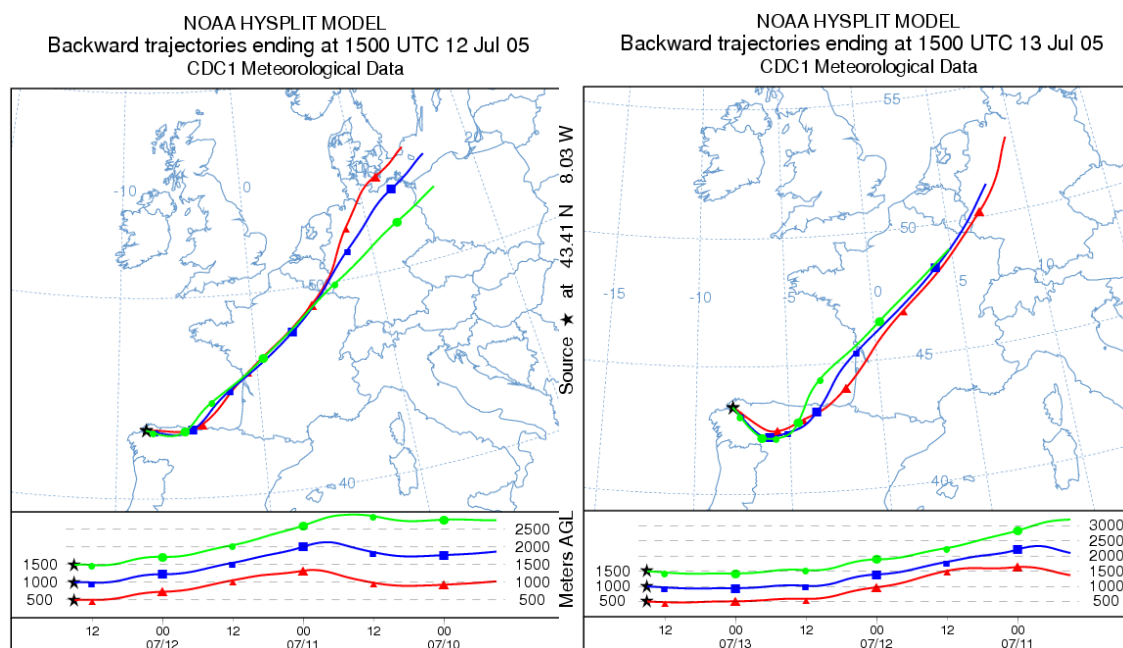 NOAA HYSPLIT MODEL
Backward trajectories ending at 1500 UTC 12 Jul 05
CDC1 Meteorological Data
-10
0
50
40
Source ★ at 43.41 N 8.03 W
Meters AGL
2500
2000
1500
1500
1000
1000
500
500
12 00 12 00 12 00
07/12 07/11 07/10
NOAA HYSPLIT MODEL
Backward trajectories ending at 1500 UTC 13 Jul 05
CDC1 Meteorological Data
55
-50
-15
-10
-5
0
5
10
45
40
3000
2500
2000
1500
1500
1000
1000
500
500
12 00 12 00 12 00
07/13 07/12 07/11